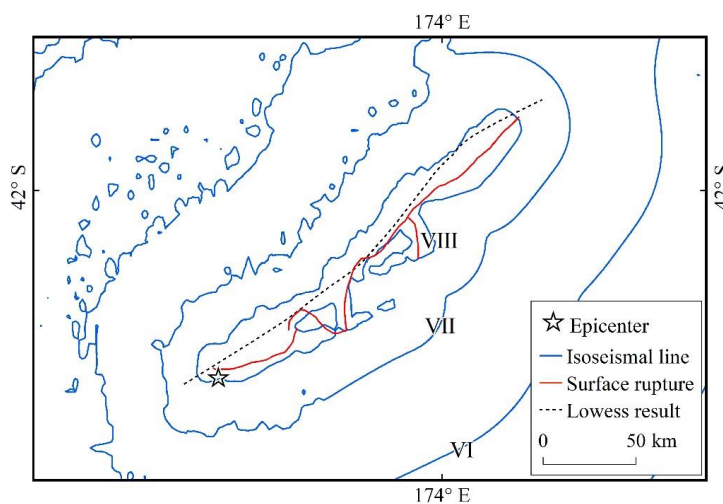 174° E
42° S
42° S
VIII
VII
VI
Epicenter
Isoseismal line
Surface rupture
Lowess result
0 50 km
174° E